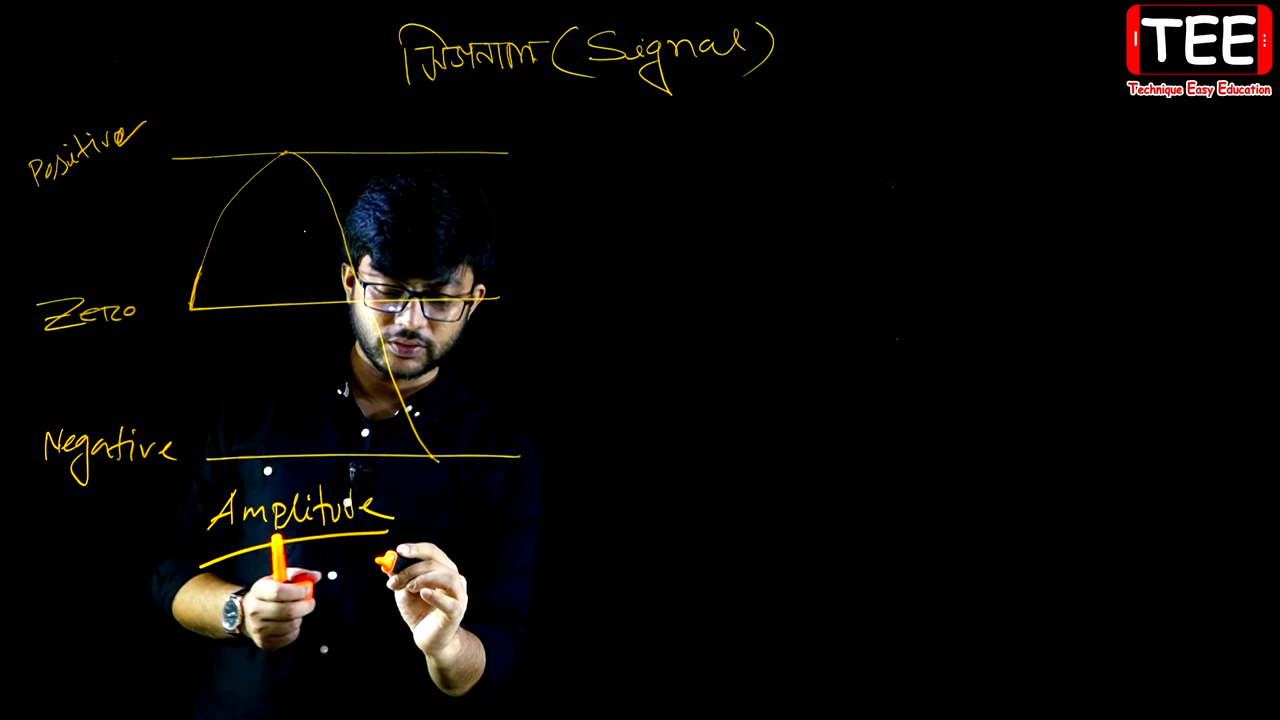 সিগনাল (Signal)
TEE
Technique Easy Education
Positive
Zero
Negative
Amplitude